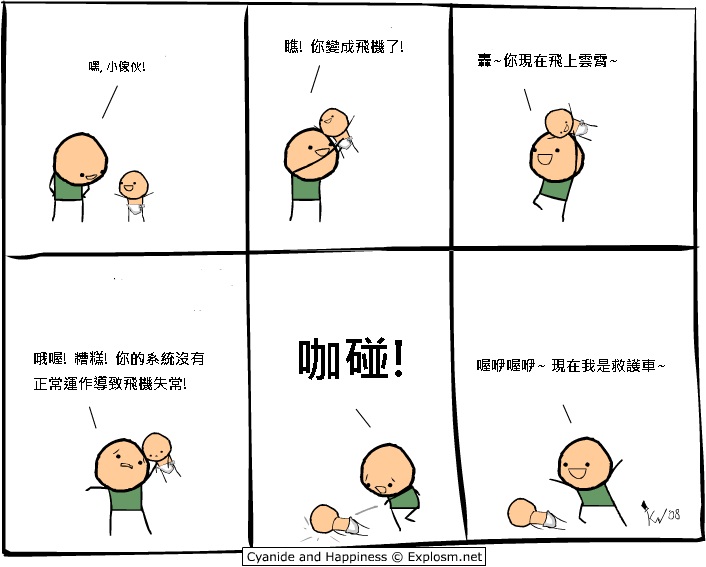 嘿, 小傢伙!
瞧! 你變成飛機了!
轟~你現在飛上雲霄~
哦喔! 糟糕! 你的系統沒有
正常運作導致飛機失常!
咖碰!
喔咿喔咿~ 現在我是救護車~
KW '08
Cyanide and Happiness © Explosm.net